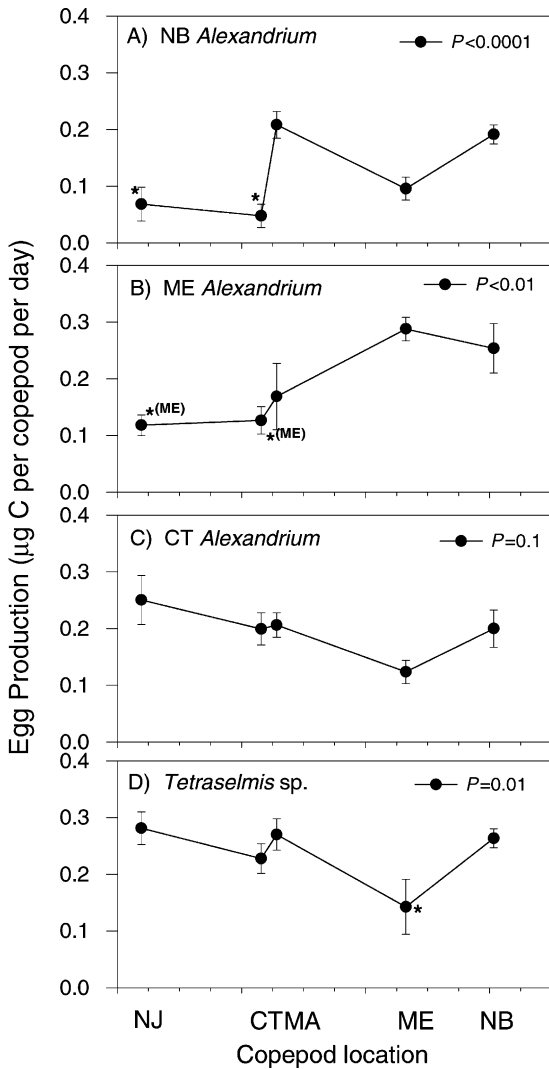 Egg Production (µg C per copepod per day)
A) NB Alexandrium
P<0.0001
0.4
0.3
0.2
0.1
0.0
*
*
B) ME Alexandrium
P<0.01
0.4
0.3
0.2
0.1
0.0
*(ME)
*(ME)
C) CT Alexandrium
P=0.1
0.4
0.3
0.2
0.1
0.0
D) Tetraselmis sp.
P=0.01
0.4
0.3
0.2
0.1
0.0
*
NJ CTMA ME NB
Copepod location